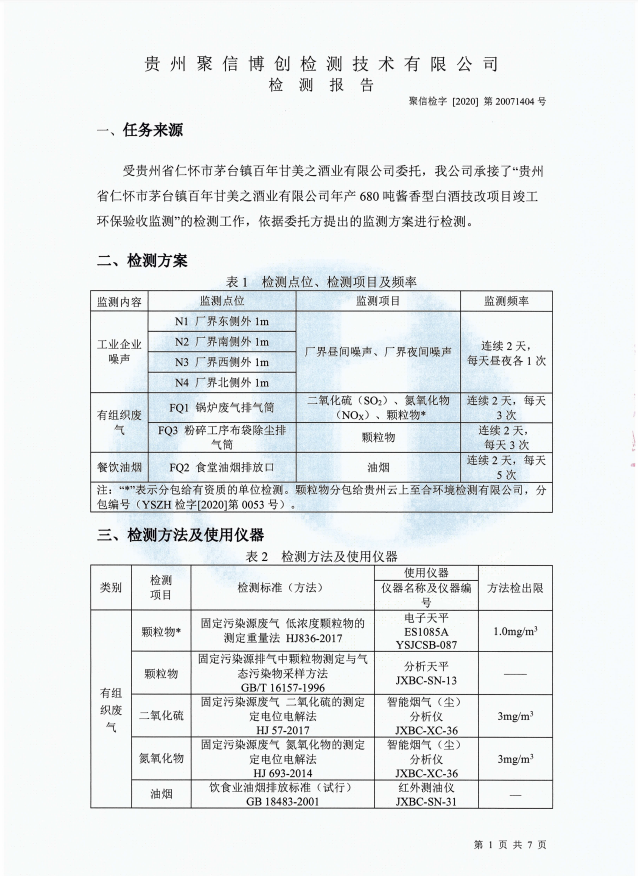 贵州聚信博创检测技术有限公司
检测报告
聚信检字 [2020] 第 20071404 号
一、任务来源
受贵州省仁怀市茅台镇百年甘美之酒业有限公司委托，我公司承接了“贵州
省仁怀市茅台镇百年甘美之酒业有限公司年产 680 吨酱香型白酒技改项目竣工
环保验收监测”的检测工作，依据委托方提出的监测方案进行检测。
二、检测方案
表 1 检测点位、检测项目及频率
监测内容 监测点位 监测项目 监测频率
工业企业
噪声
N1 厂界东侧外 1m
N2 厂界南侧外 1m
N3 厂界西侧外 1m
N4 厂界北侧外 1m
厂界昼间噪声、厂界夜间噪声
连续 2 天，
每天昼夜各 1 次
有组织废
气
FQ1 锅炉废气排气筒
二氧化硫（SO₂）、氮氧化物
（NOX）、颗粒物*
连续 2 天，每天
3 次
FQ3 粉碎工序布袋除尘排
气筒
颗粒物
连续 2 天，
每天 3 次
餐饮油烟 FQ2 食堂油烟排放口 油烟
连续 2 天，每天
5 次
注：“*”表示分包给有资质的单位检测。颗粒物分包给贵州云上至合环境检测有限公司，分
包编号（YSZH 检字[2020]第 0053 号）。
三、检测方法及使用仪器
表 2 检测方法及使用仪器
类别
检测
项目
检测标准（方法）
使用仪器
仪器名称及仪器编
号
方法检出限
有组
织废
气
颗粒物*
固定污染源废气 低浓度颗粒物的
测定重量法 HJ836-2017
电子天平
ES1085A
YSJCSB-087
1.0mg/m³
颗粒物
固定污染源排气中颗粒物测定与气
态污染物采样方法
GB/T 16157-1996
分析天平
JXBC-SN-13
——
二氧化硫
固定污染源废气 二氧化硫的测定
定电位电解法
HJ 57-2017
智能烟气（尘）
分析仪
JXBC-XC-36
3mg/m³
氮氧化物
固定污染源废气 氮氧化物的测定
定电位电解法
HJ 693-2014
智能烟气（尘）
分析仪
JXBC-XC-36
3mg/m³
油烟
饮食业油烟排放标准（试行）
GB 18483-2001
红外测油仪
JXBC-SN-31
—
第 1 页 共 7 页